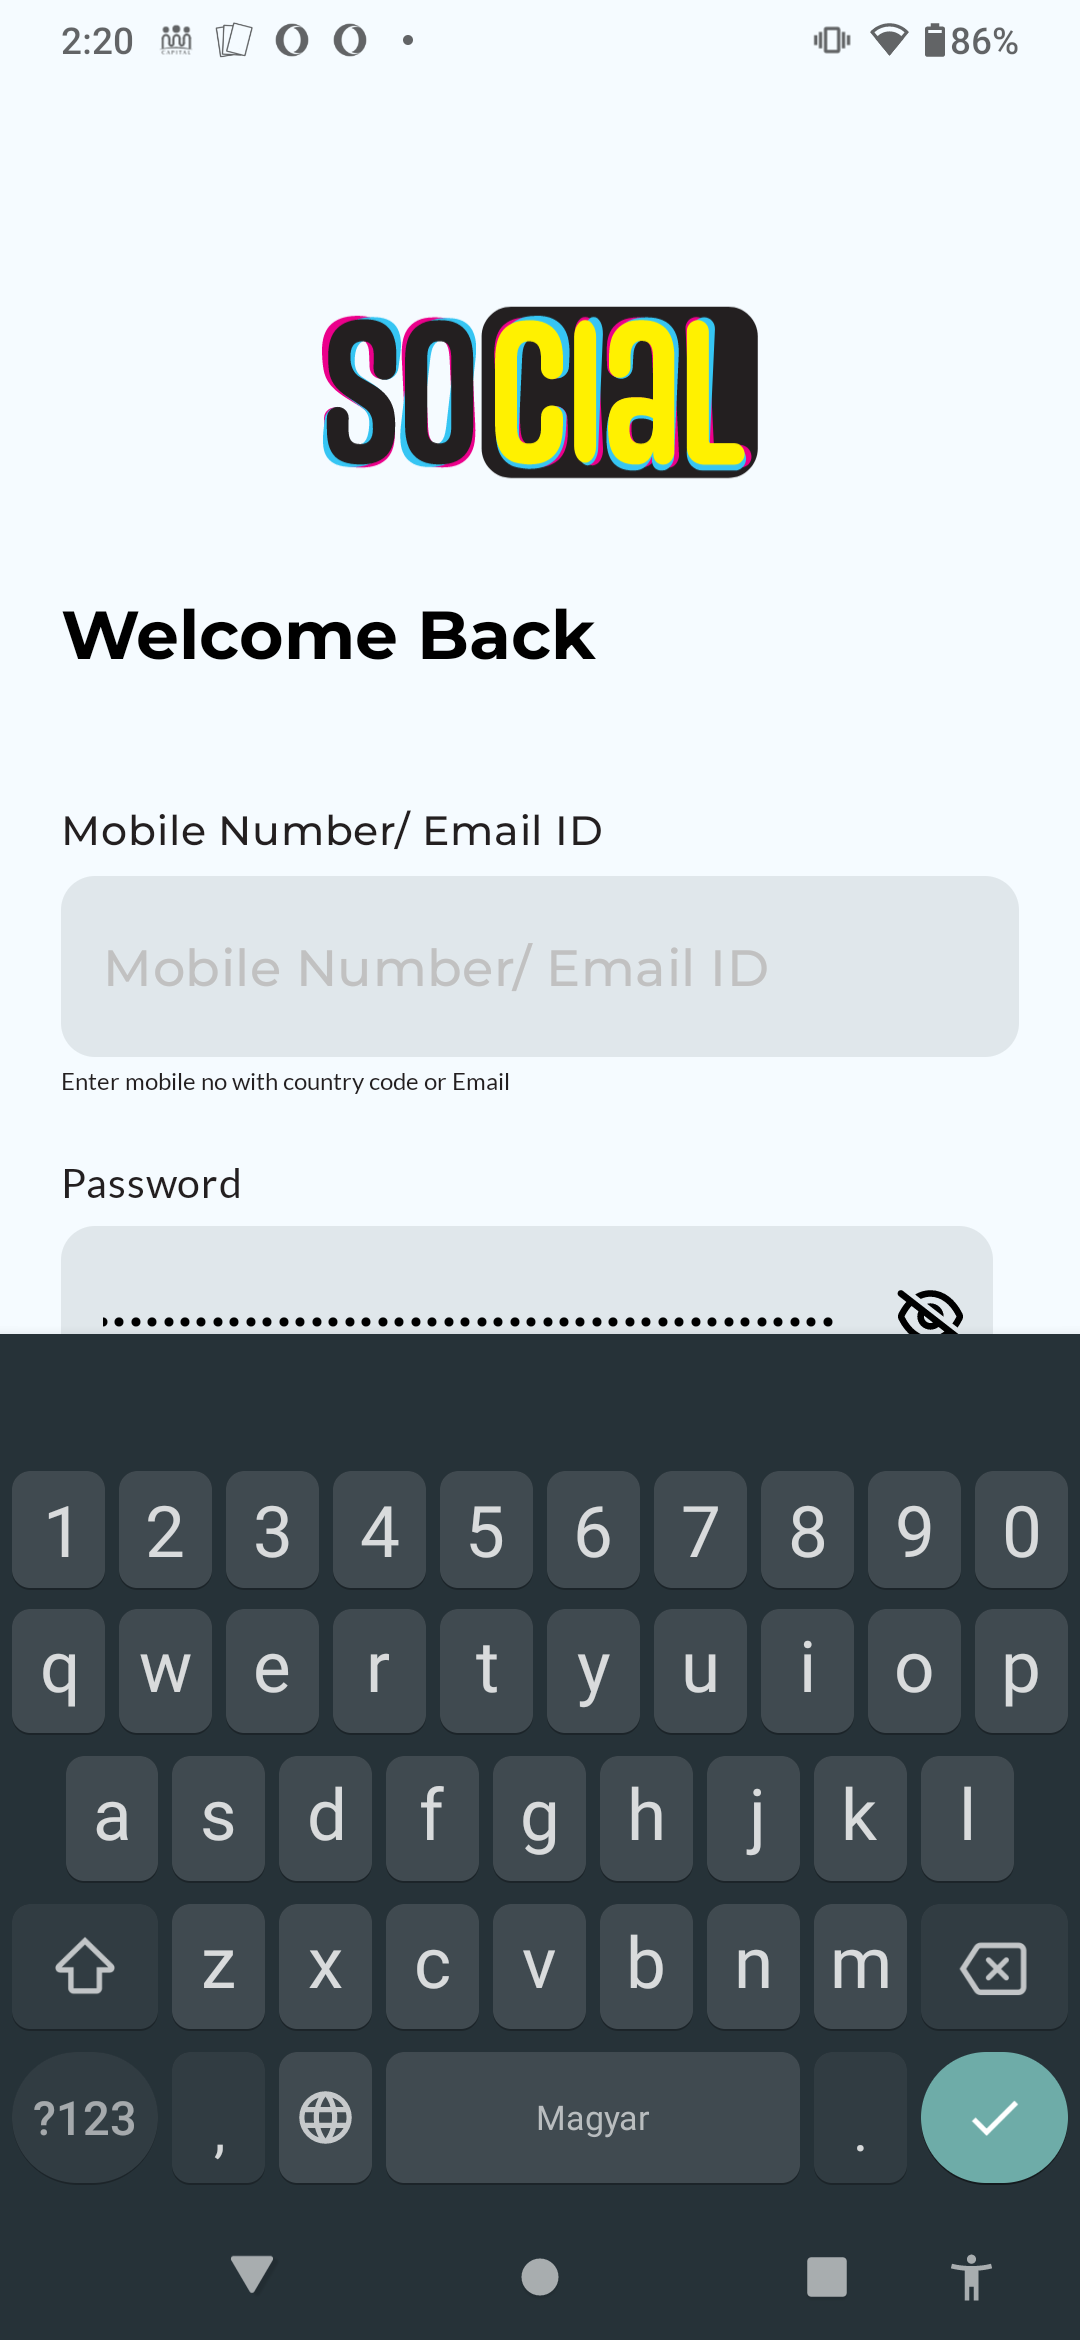 2:20
CAPITAL
86%
SOCIAL
Welcome Back
Mobile Number/ Email ID
Mobile Number/ Email ID
Enter mobile no with country code or Email
Password
1 2 3 4 5 6 7 8 9 0
q w e r t y u i o p
a s d f g h j k l
z x c v b n m
?123 , Magyar .